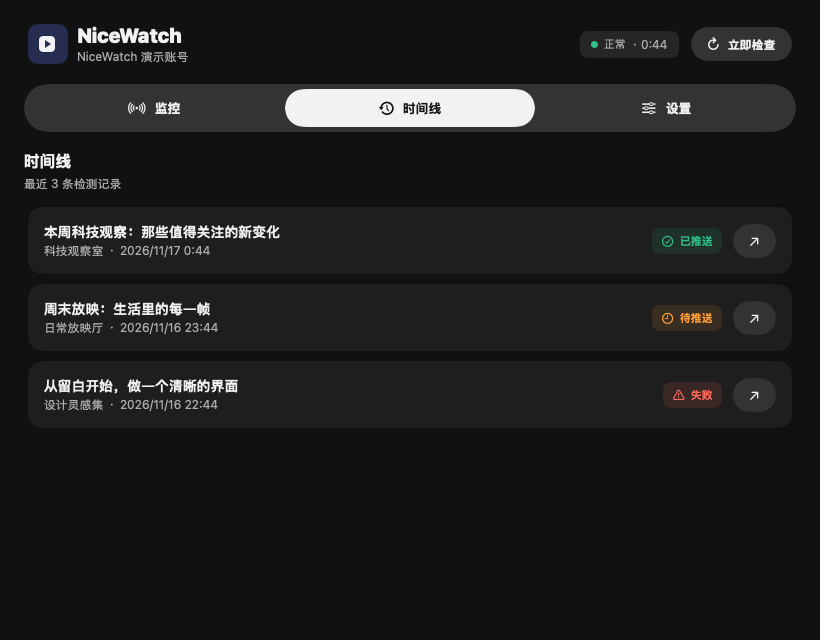 NiceWatch
NiceWatch 演示账号
正常 · 0:44
立即检查
监控
时间线
设置
时间线
最近 3 条检测记录
本周科技观察：那些值得关注的新变化
科技观察室 · 2026/11/17 0:44
已推送
周末放映：生活里的每一帧
日常放映厅 · 2026/11/16 23:44
待推送
从留白开始，做一个清晰的界面
设计灵感集 · 2026/11/16 22:44
失败